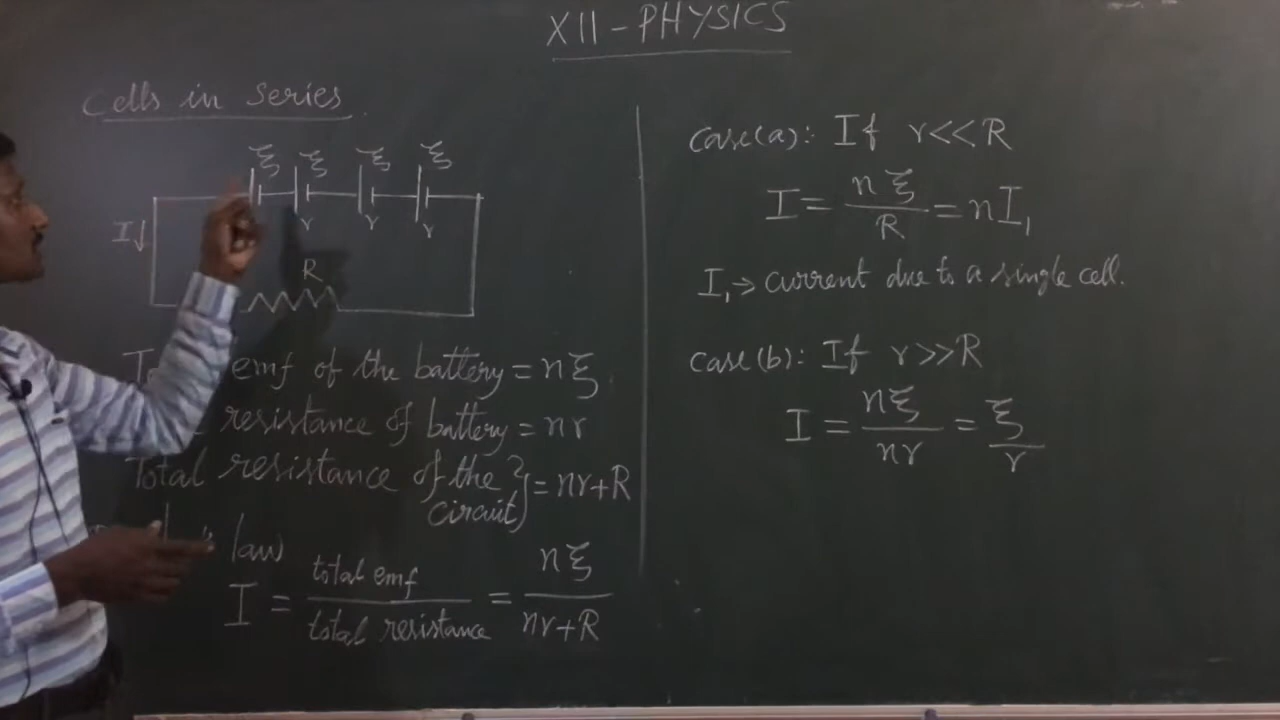 XII - PHYSICS
Cells in Series
ξ ξ ξ ξ
r r r
I↓
R
emf of the battery = nξ
resistance of battery = nr
Total resistance of the circuit} = nr+R
law
I = total emf / total resistance = nξ / nr+R
Case(a): If r<<R
I = nξ / R = nI₁
I₁→ current due to a single cell.
Case(b): If r>>R
I = nξ / nr = ξ / r